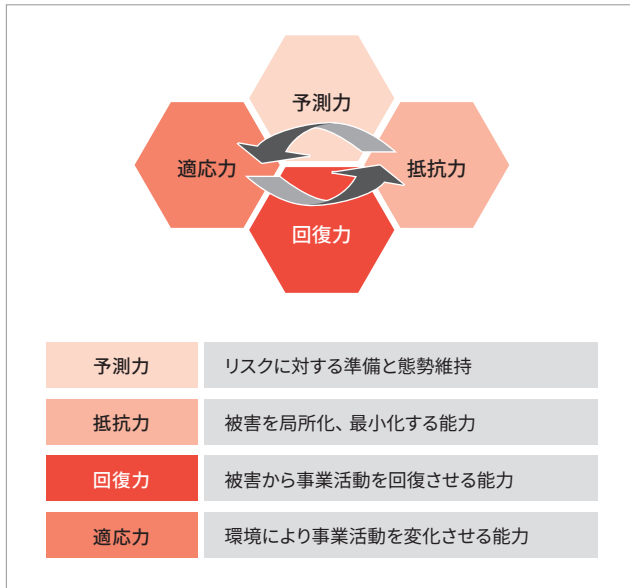 予測力
適応力
抵抗力
回復力
予測力
リスクに対する準備と態勢維持
抵抗力
被害を局所化、最小化する能力
回復力
被害から事業活動を回復させる能力
適応力
環境により事業活動を変化させる能力